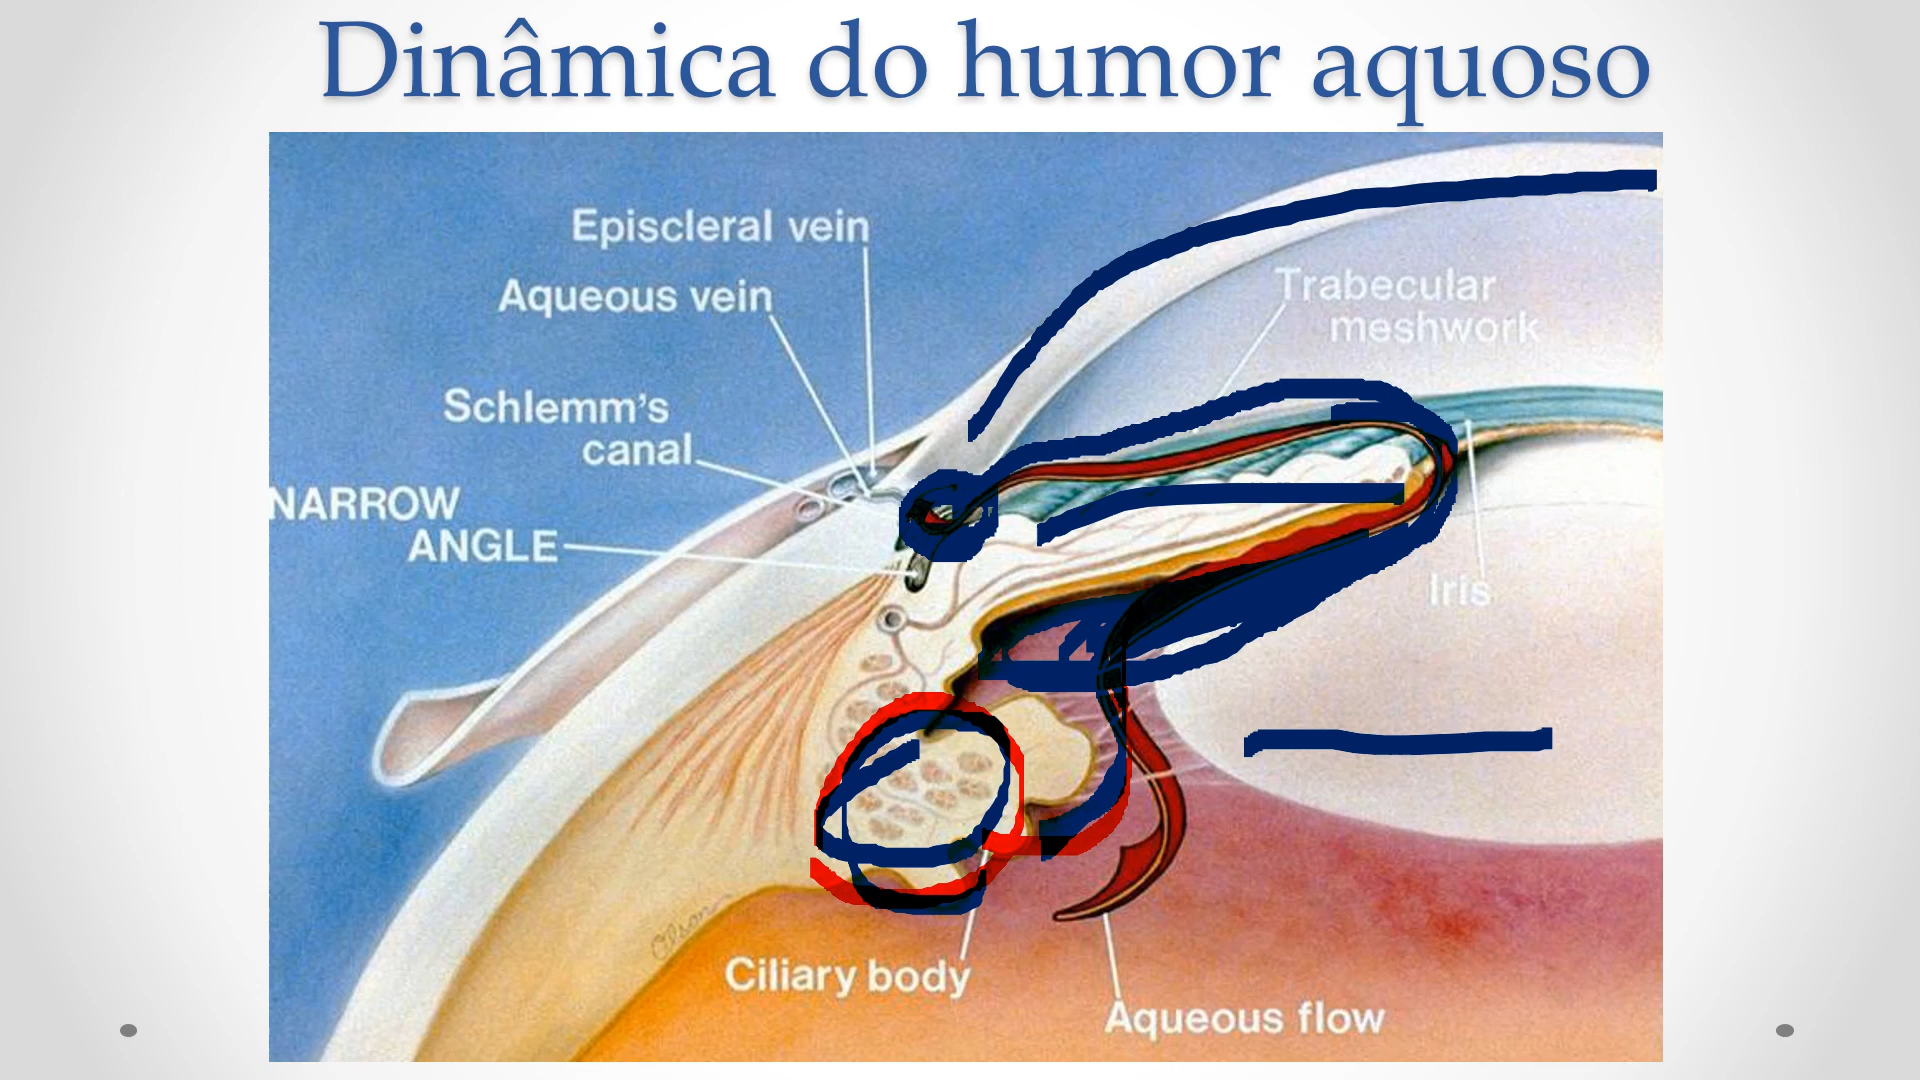 Dinâmica do humor aquoso
Episcleral vein
Aqueous vein
Trabecular
meshwork
Schlemm's
canal
NARROW
ANGLE
Iris
Olson
Ciliary body
Aqueous flow